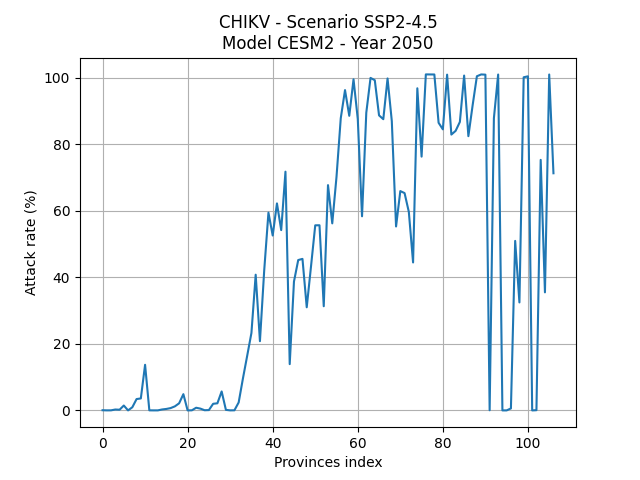 CHIKV - Scenario SSP2-4.5
Model CESM2 - Year 2050
Attack rate (%)
100
80
60
40
20
0
0 20 40 60 80 100
Provinces index